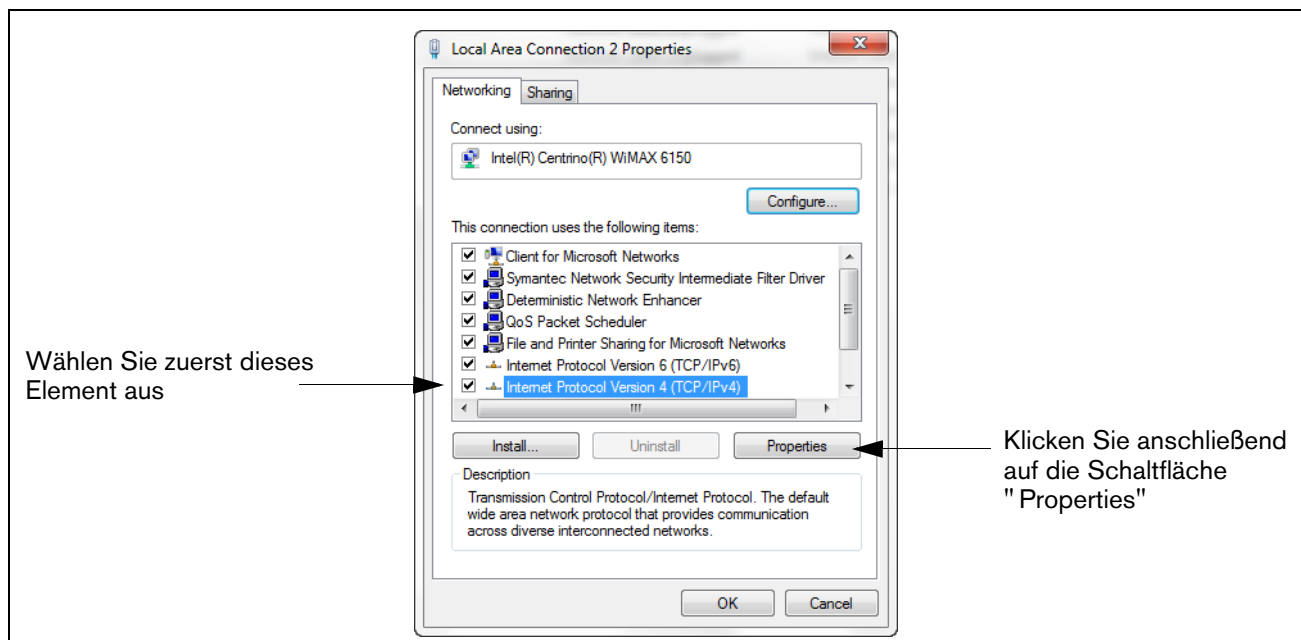 Local Area Connection 2 Properties
Networking
Sharing
Connect using:
Intel(R) Centrino(R) WiMAX 6150
Configure...
This connection uses the following items:
Client for Microsoft Networks
Symantec Network Security Intermediate Filter Driver
Deterministic Network Enhancer
QoS Packet Scheduler
File and Printer Sharing for Microsoft Networks
Internet Protocol Version 6 (TCP/IPv6)
Internet Protocol Version 4 (TCP/IPv4)
Wählen Sie zuerst dieses
Element aus
Install...
Uninstall
Properties
Klicken Sie anschließend
auf die Schaltfläche
"Properties"
Description
Transmission Control Protocol/Internet Protocol. The default
wide area network protocol that provides communication
across diverse interconnected networks.
OK
Cancel